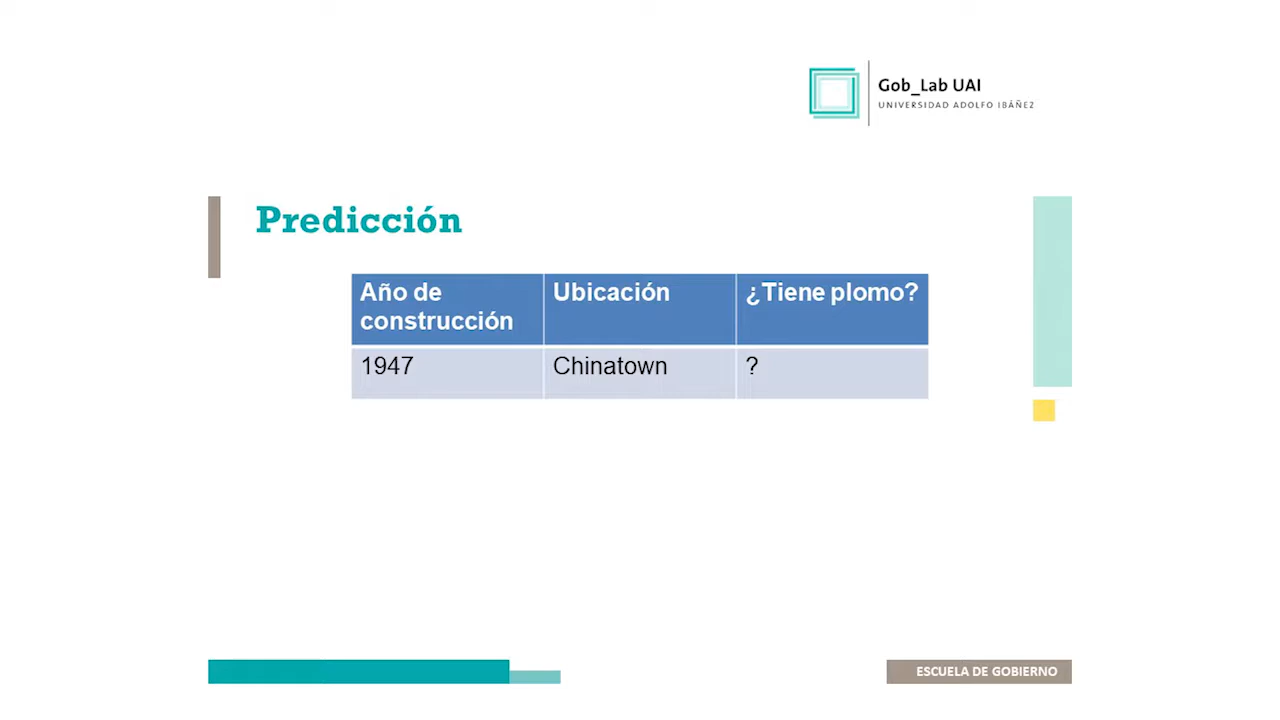 Gob_Lab UAI
UNIVERSIDAD ADOLFO IBÁÑEZ
Predicción
Año de construcción
Ubicación
¿Tiene plomo?
1947
Chinatown
?
ESCUELA DE GOBIERNO